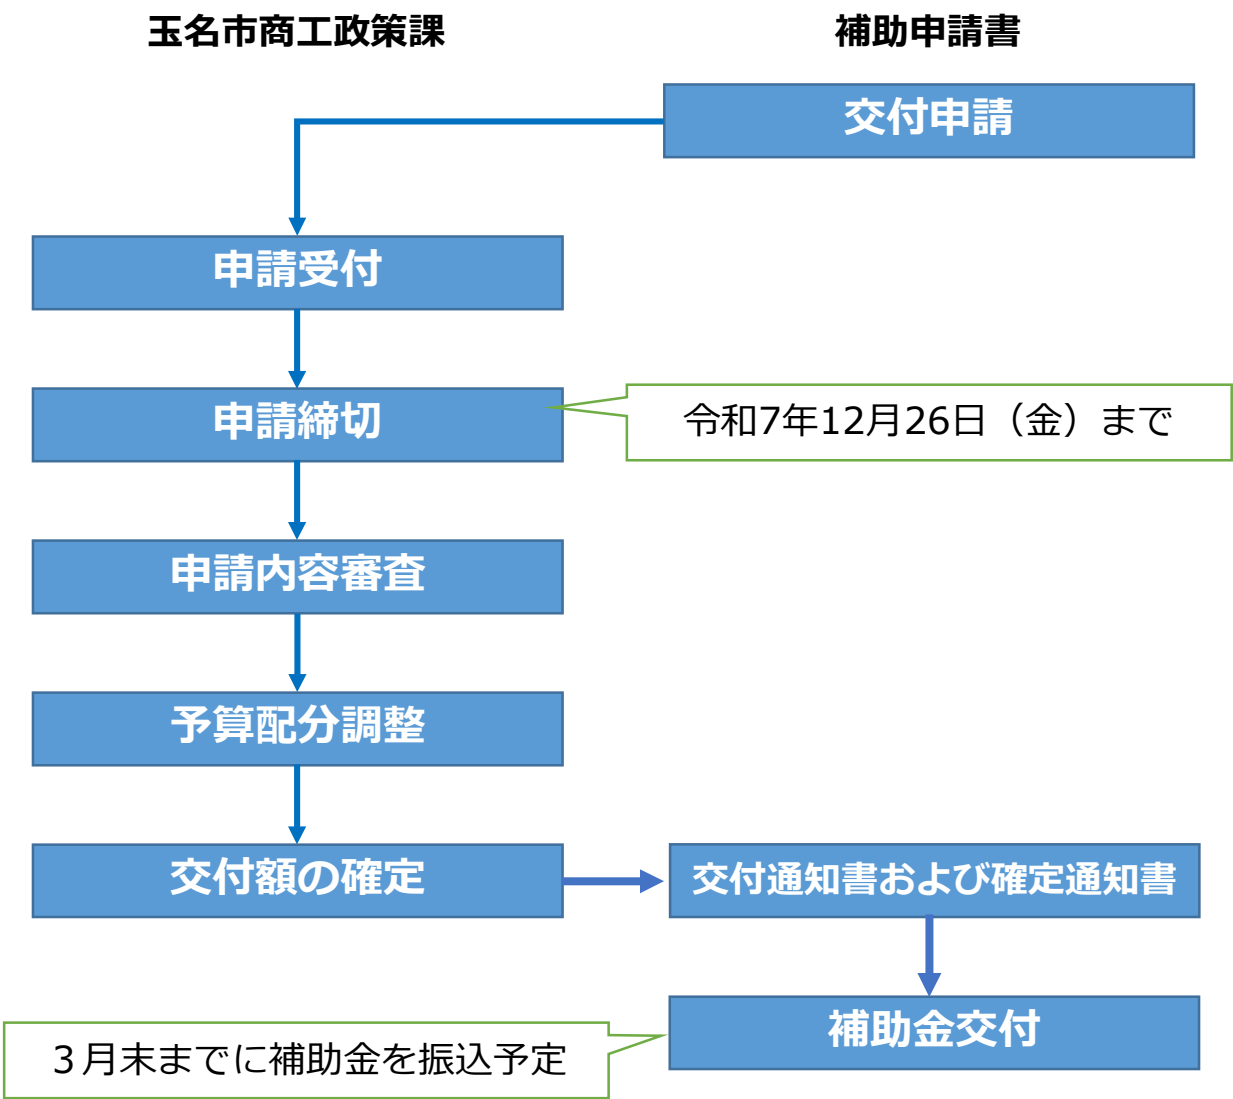 玉名市商工政策課
補助申請書
交付申請
申請受付
申請締切
令和7年12月26日（金）まで
申請内容審査
予算配分調整
交付額の確定
交付通知書および確定通知書
補助金交付
３月末までに補助金を振込予定